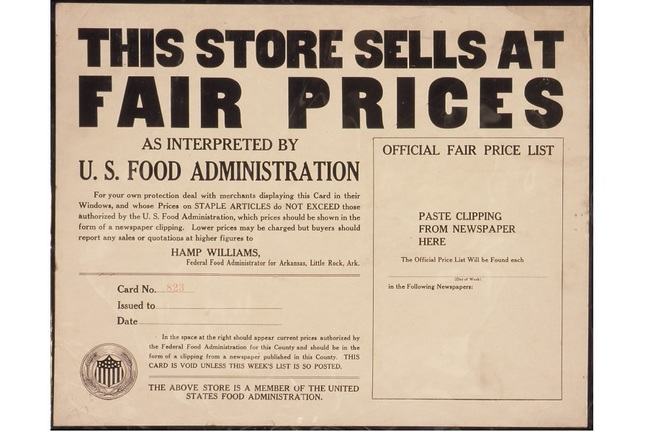 THIS STORE SELLS AT
FAIR PRICES
AS INTERPRETED BY
U. S. FOOD ADMINISTRATION
For your own protection deal with merchants displaying this Card in their
Windows, and whose Prices on STAPLE ARTICLES do NOT EXCEED those
authorized by the U. S. Food Administration, which prices should be shown in the
form of a newspaper clipping. Lower prices may be charged but buyers should
report any sales or quotations at higher figures to
HAMP WILLIAMS,
Federal Food Administrator for Arkansas, Little Rock, Ark.
Card No. 823
Issued to
Date
In the space at the right should appear current prices authorized by
the Federal Food Administration for this County and should be in the
form of a clipping from a newspaper published in this County. THIS
CARD IS VOID UNLESS THIS WEEK'S LIST IS SO POSTED.
THE ABOVE STORE IS A MEMBER OF THE UNITED
STATES FOOD ADMINISTRATION.
OFFICIAL FAIR PRICE LIST
PASTE CLIPPING
FROM NEWSPAPER
HERE
The Official Price List Will be Found each
(Day of Week)
in the Following Newspapers: